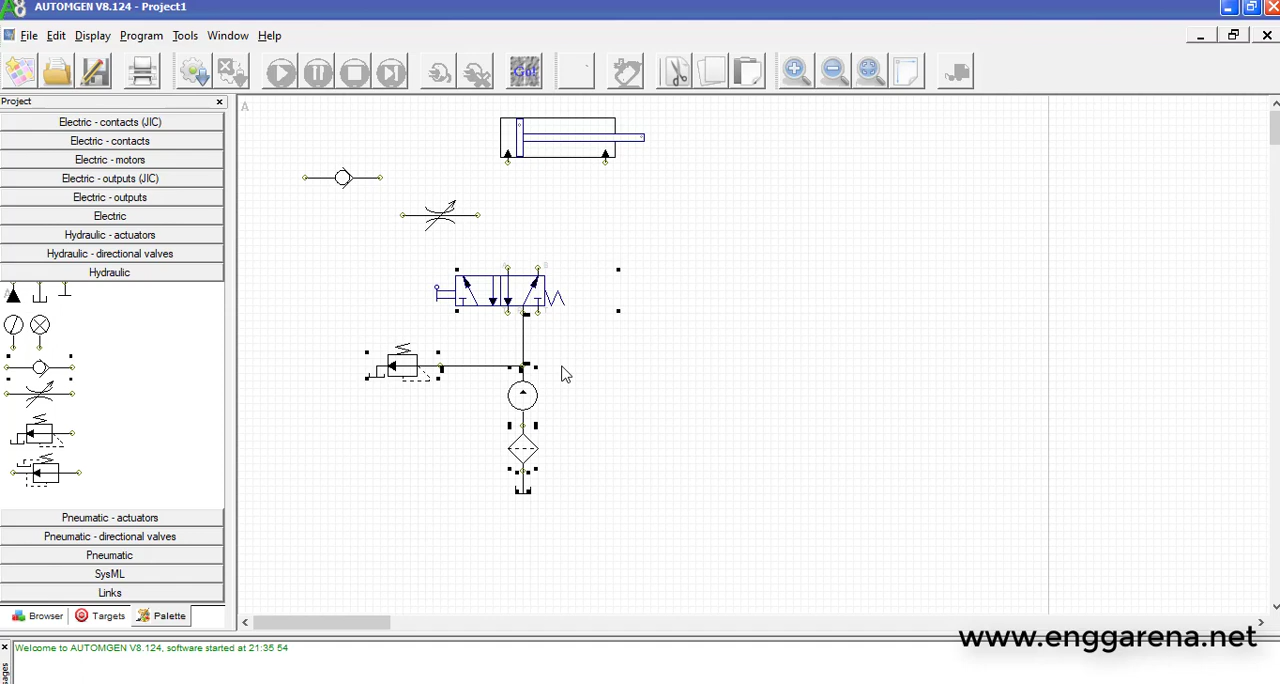 AUTOMGEN V8.124 - Project1
File Edit Display Program Tools Window Help
Go!
Project
Electric - contacts (JIC)
Electric - contacts
Electric - motors
Electric - outputs (JIC)
Electric - outputs
Electric
Hydraulic - actuators
Hydraulic - directional valves
Hydraulic
Pneumatic - actuators
Pneumatic - directional valves
Pneumatic
SysML
Links
Browser Targets Palette
A
Welcome to AUTOMGEN V8.124, software started at 21:35 54
www.enggarena.net